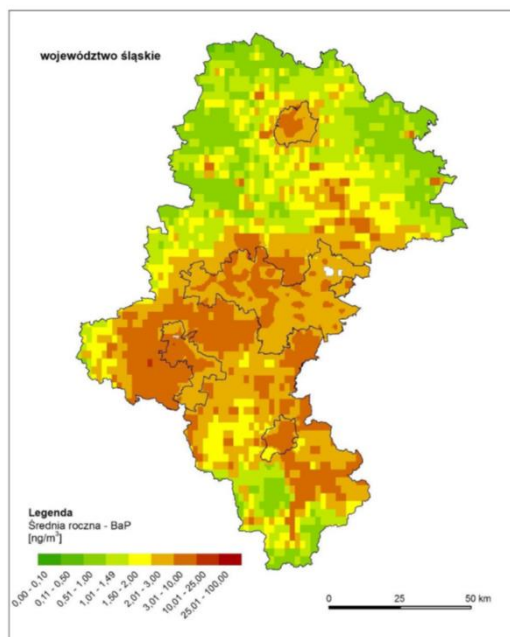 województwo śląskie
Legenda
Średnia roczna - BaP
[ng/m³]
0,00 - 0,10
0,11 - 0,50
0,51 - 1,00
1,01 - 1,49
1,50 - 2,00
2,01 - 3,00
3,01 - 10,00
10,01 - 25,00
25,01 - 100,00
0 25 50 km